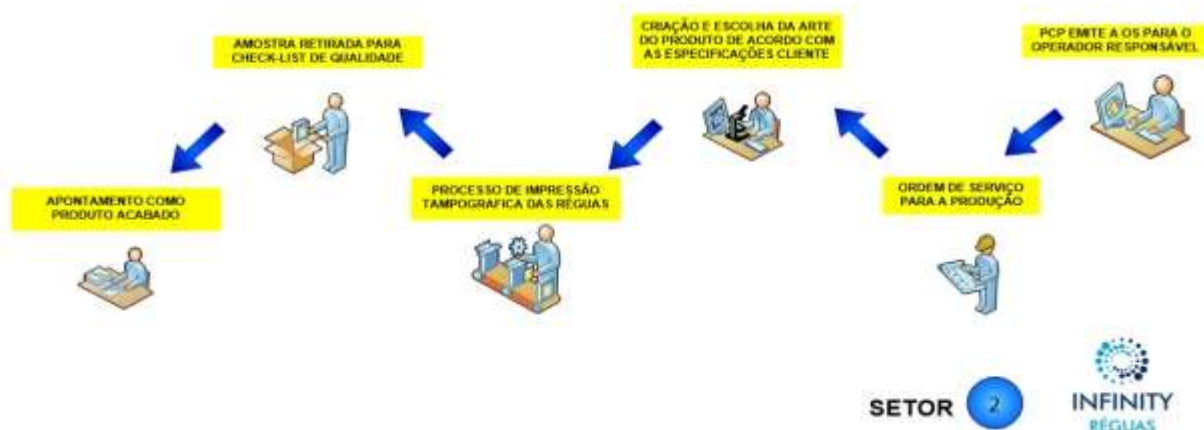 CRIAÇÃO E ESCOLHA DA ARTE
DO PRODUTO DE ACORDO COM
AS ESPECIFICAÇÕES CLIENTE
PCP EMITE A OS PARA O
OPERADOR RESPONSÁVEL
AMOSTRA RETIRADA PARA
CHECK-LIST DE QUALIDADE
PROCESSO DE IMPRESSÃO
TAMPOGRAFICA DAS RÉGUAS
ORDEM DE SERVIÇO
PARA A PRODUÇÃO
APONTAMENTO COMO
PRODUTO ACABADO
SETOR 2
INFINITY
RÉGUAS